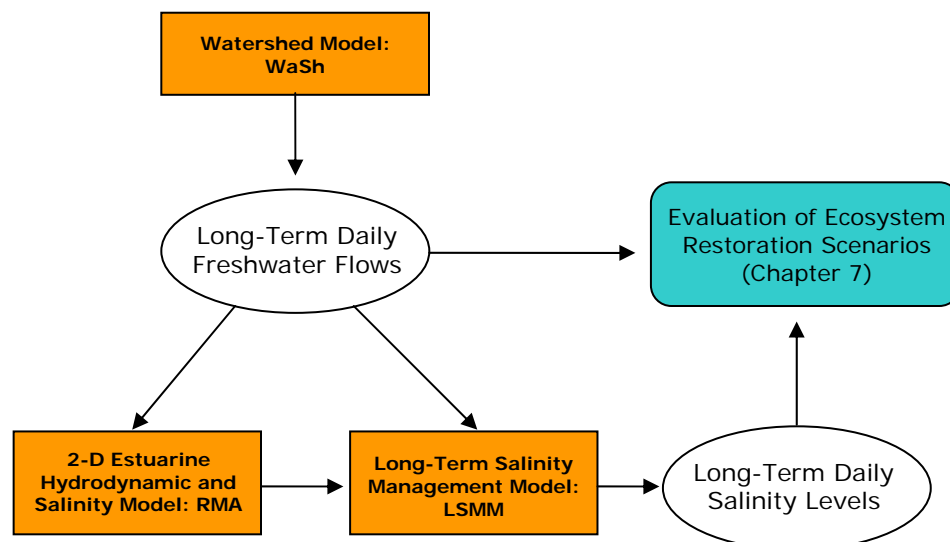 Watershed Model:
WaSh
Long-Term Daily
Freshwater Flows
Evaluation of Ecosystem
Restoration Scenarios
(Chapter 7)
2-D Estuarine
Hydrodynamic and
Salinity Model: RMA
Long-Term Salinity
Management Model:
LSMM
Long-Term Daily
Salinity Levels